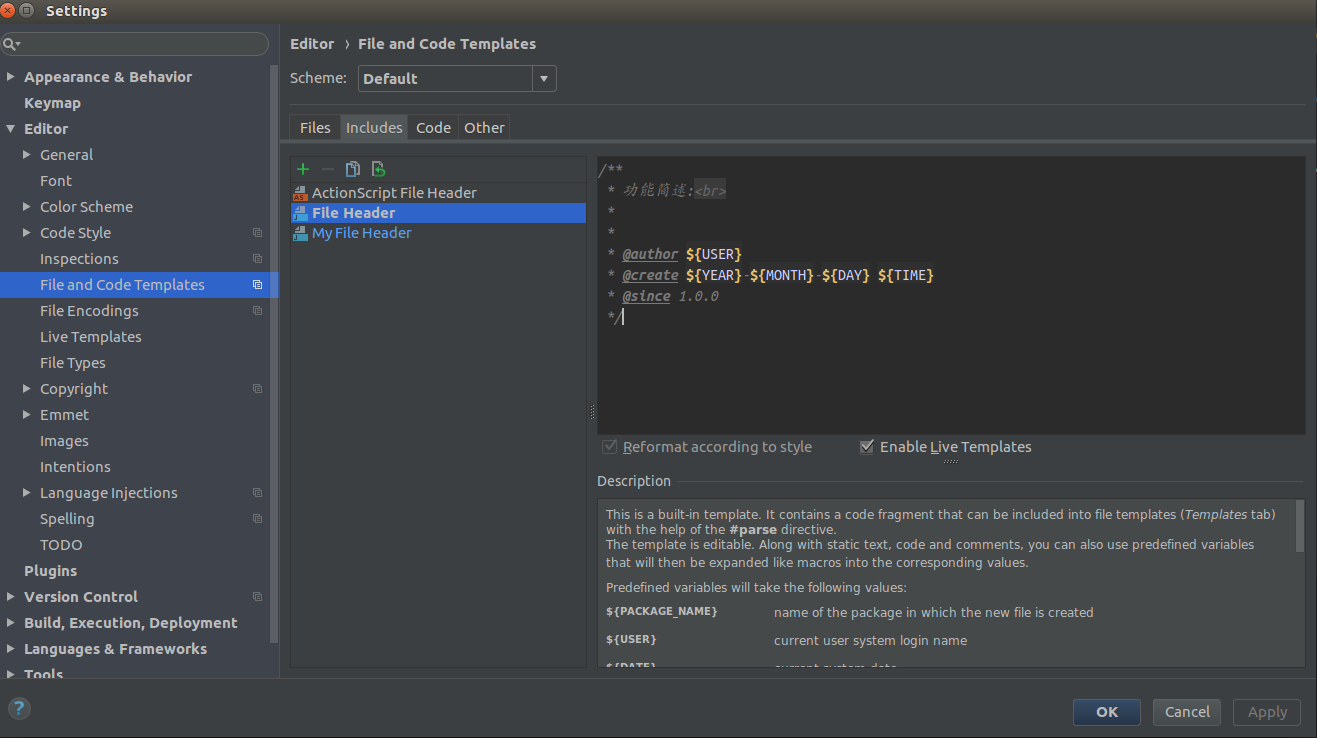 Settings
Appearance & Behavior
Keymap
Editor
General
Font
Color Scheme
Code Style
Inspections
File and Code Templates
File Encodings
Live Templates
File Types
Copyright
Emmet
Images
Intentions
Language Injections
Spelling
TODO
Plugins
Version Control
Build, Execution, Deployment
Languages & Frameworks
Tools
Editor › File and Code Templates
Scheme: Default
Files Includes Code Other
ActionScript File Header
File Header
My File Header
/**
* 功能简述:<br>
*
*
* @author ${USER}
* @create ${YEAR}-${MONTH}-${DAY} ${TIME}
* @since 1.0.0
*/
Reformat according to style Enable Live Templates
Description
This is a built-in template. It contains a code fragment that can be included into file templates (Templates tab)
with the help of the #parse directive.
The template is editable. Along with static text, code and comments, you can also use predefined variables
that will then be expanded like macros into the corresponding values.
Predefined variables will take the following values:
${PACKAGE_NAME} name of the package in which the new file is created
${USER} current user system login name
${DATE} current system date
? OK Cancel Apply